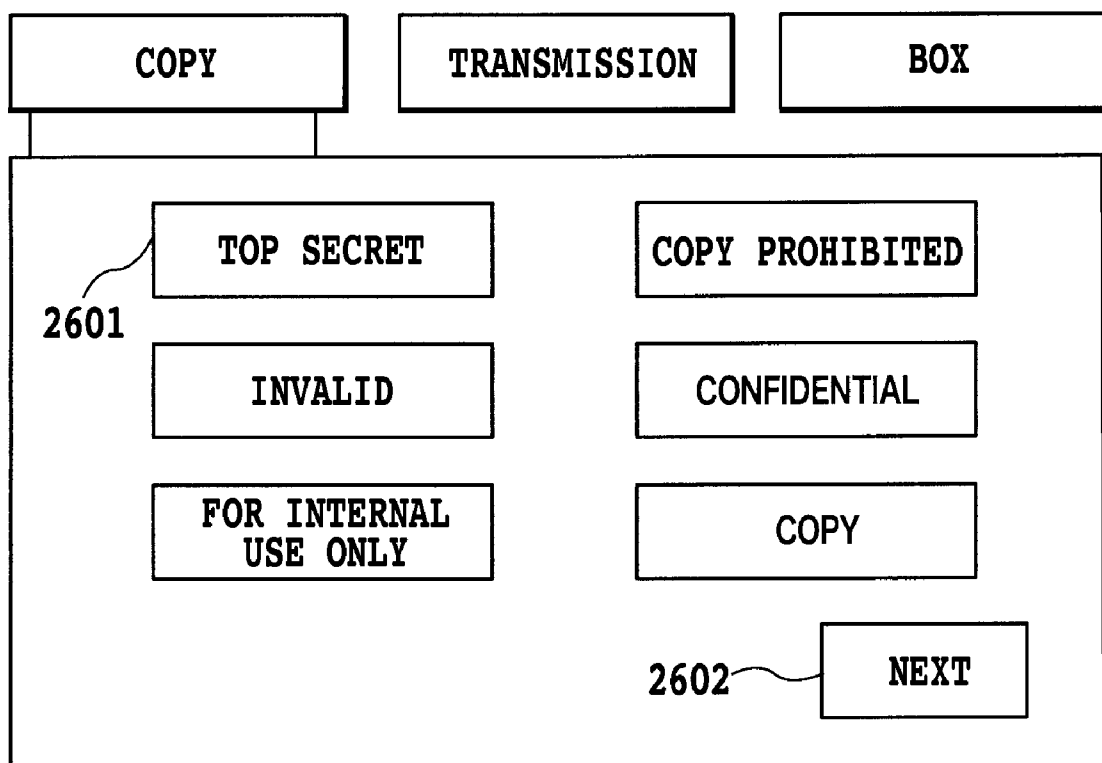 COPY
TRANSMISSION
BOX
TOP SECRET
COPY PROHIBITED
2601
INVALID
CONFIDENTIAL
FOR INTERNAL
USE ONLY
COPY
2602
NEXT